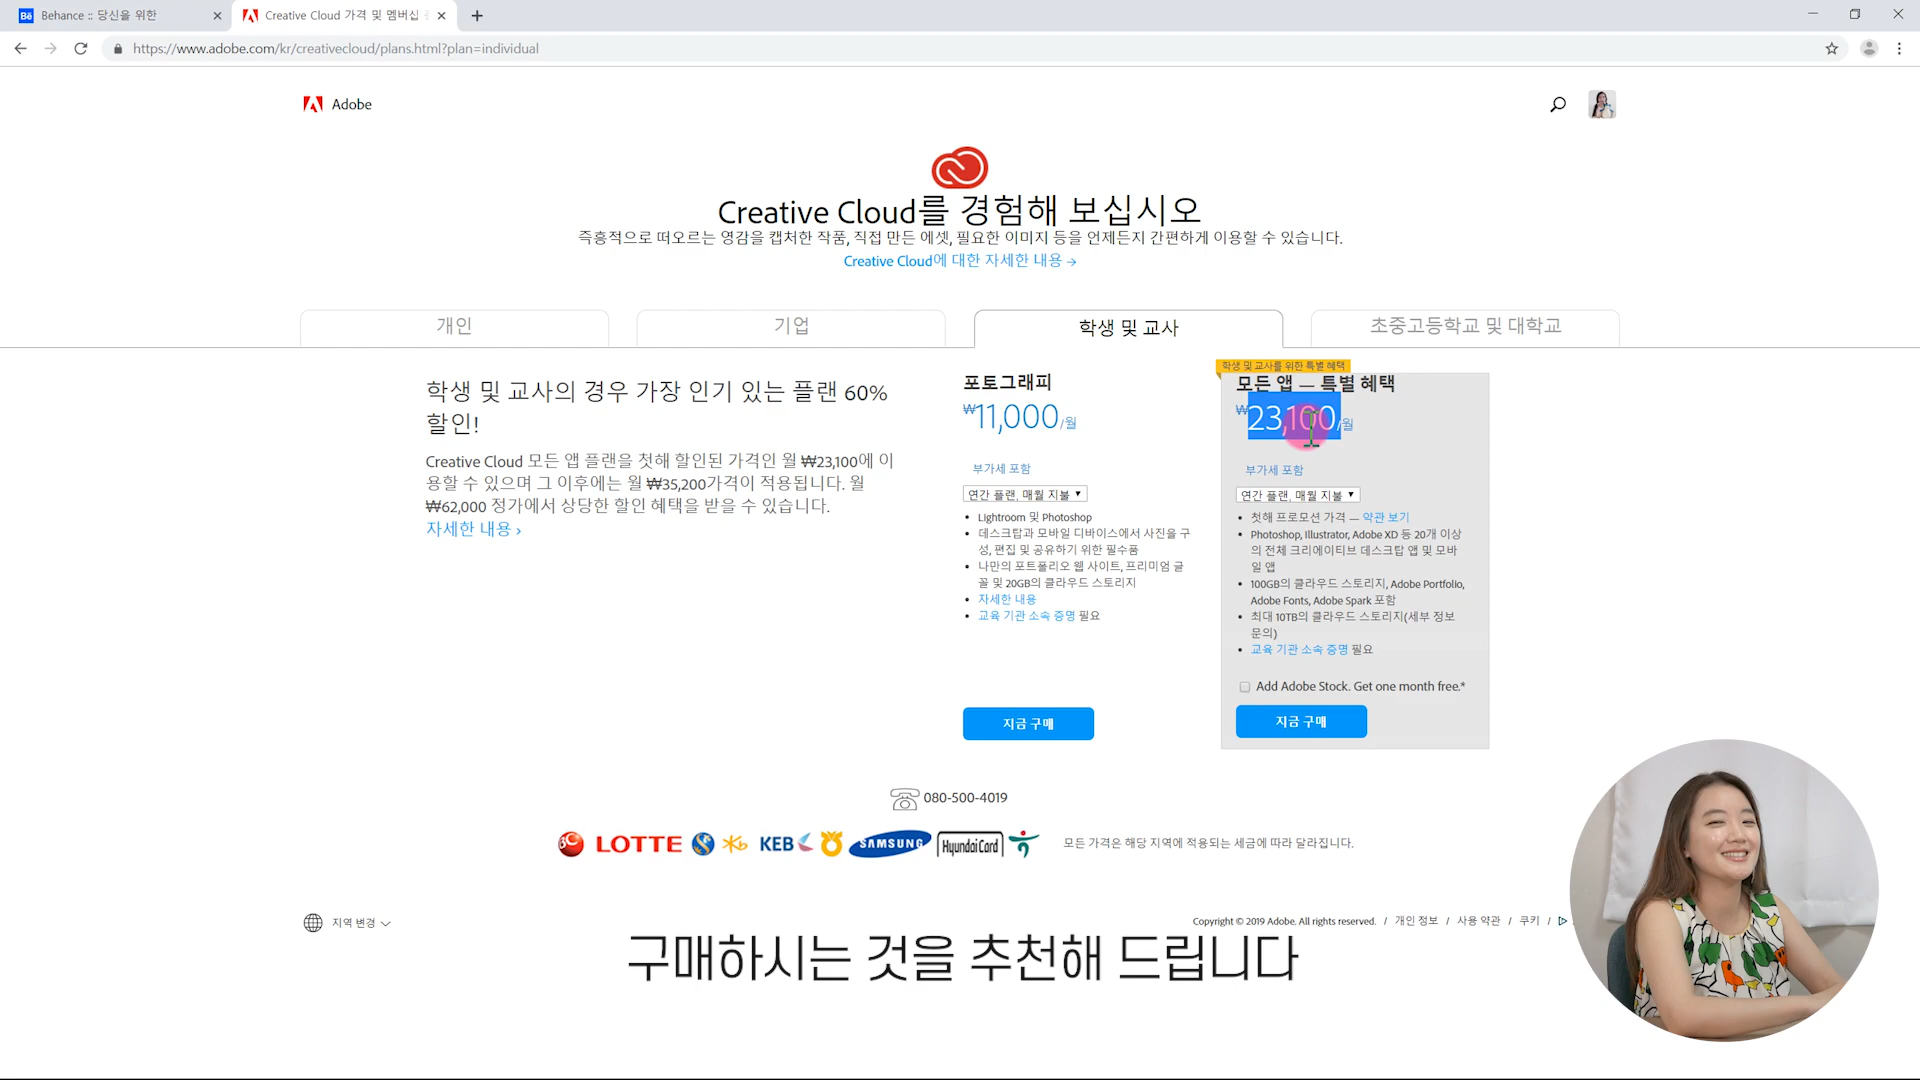 Behance :: 당신을 위한
Creative Cloud 가격 및 멤버십
https://www.adobe.com/kr/creativecloud/plans.html?plan=individual
Adobe
Creative Cloud를 경험해 보십시오
즉흥적으로 떠오르는 영감을 캡처한 작품, 직접 만든 에셋, 필요한 이미지 등을 언제든지 간편하게 이용할 수 있습니다.
Creative Cloud에 대한 자세한 내용 →
개인
기업
학생 및 교사
초중고등학교 및 대학교
학생 및 교사의 경우 가장 인기 있는 플랜 60%
할인!
Creative Cloud 모든 앱 플랜을 첫해 할인된 가격인 월 ₩23,100에 이
용할 수 있으며 그 이후에는 월 ₩35,200가격이 적용됩니다. 월
₩62,000 정가에서 상당한 할인 혜택을 받을 수 있습니다.
자세한 내용 ›
포토그래피
₩11,000/월
부가세 포함
연간 플랜, 매월 지불
• Lightroom 및 Photoshop
• 데스크탑과 모바일 디바이스에서 사진을 구
성, 편집 및 공유하기 위한 필수품
• 나만의 포트폴리오 웹 사이트, 프리미엄 글
꼴 및 20GB의 클라우드 스토리지
• 자세한 내용
• 교육 기관 소속 증명 필요
지금 구매
학생 및 교사를 위한 특별 혜택
모든 앱 — 특별 혜택
₩23,100/월
부가세 포함
연간 플랜, 매월 지불
• 첫해 프로모션 가격 — 약관 보기
• Photoshop, Illustrator, Adobe XD 등 20개 이상
의 전체 크리에이티브 데스크탑 앱 및 모바
일 앱
• 100GB의 클라우드 스토리지, Adobe Portfolio,
Adobe Fonts, Adobe Spark 포함
• 최대 10TB의 클라우드 스토리지(세부 정보
문의)
• 교육 기관 소속 증명 필요
Add Adobe Stock. Get one month free.*
지금 구매
080-500-4019
BC LOTTE KEB SAMSUNG HyundaiCard
모든 가격은 해당 지역에 적용되는 세금에 따라 달라집니다.
지역 변경
Copyright © 2019 Adobe. All rights reserved. / 개인 정보 / 사용 약관 / 쿠키 /
구매하시는 것을 추천해 드립니다